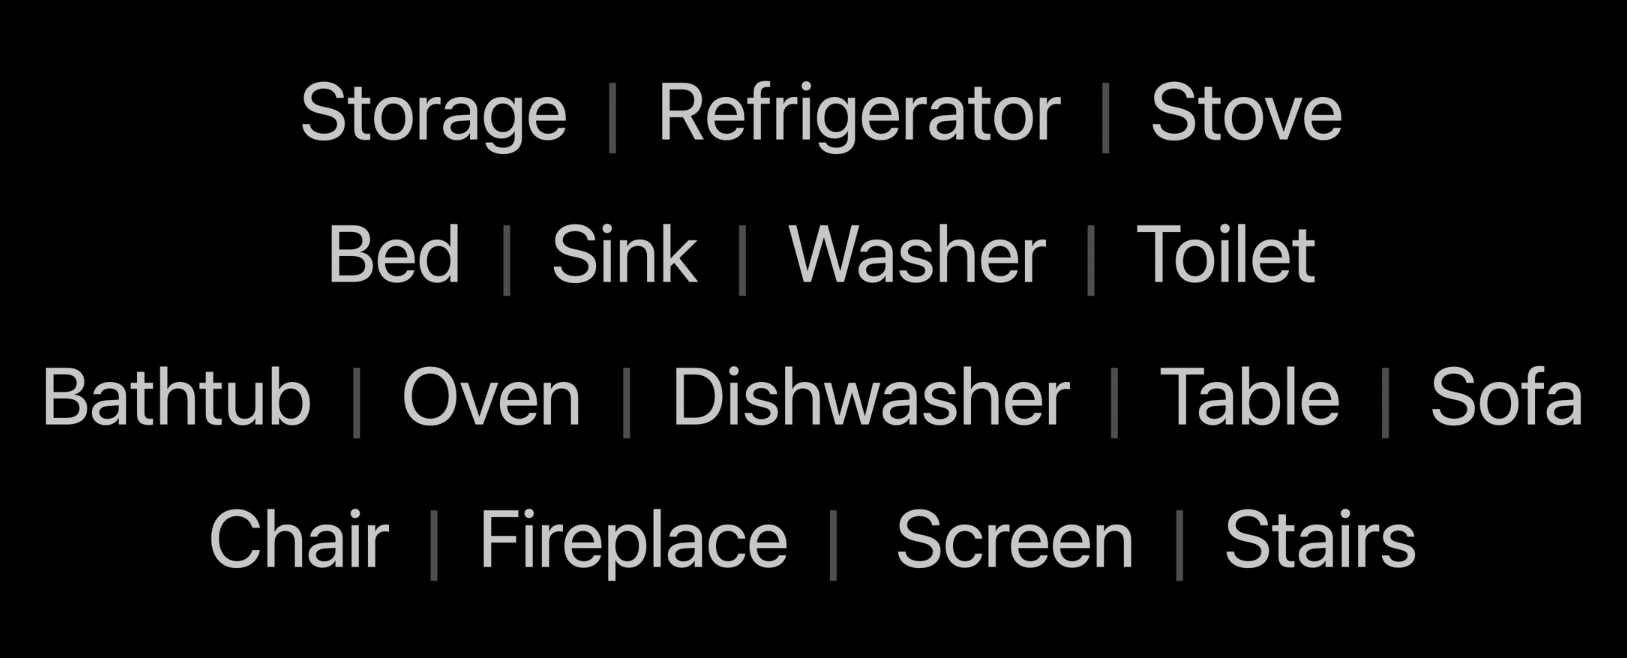 Storage | Refrigerator | Stove
Bed | Sink | Washer | Toilet
Bathtub | Oven | Dishwasher | Table | Sofa
Chair | Fireplace | Screen | Stairs